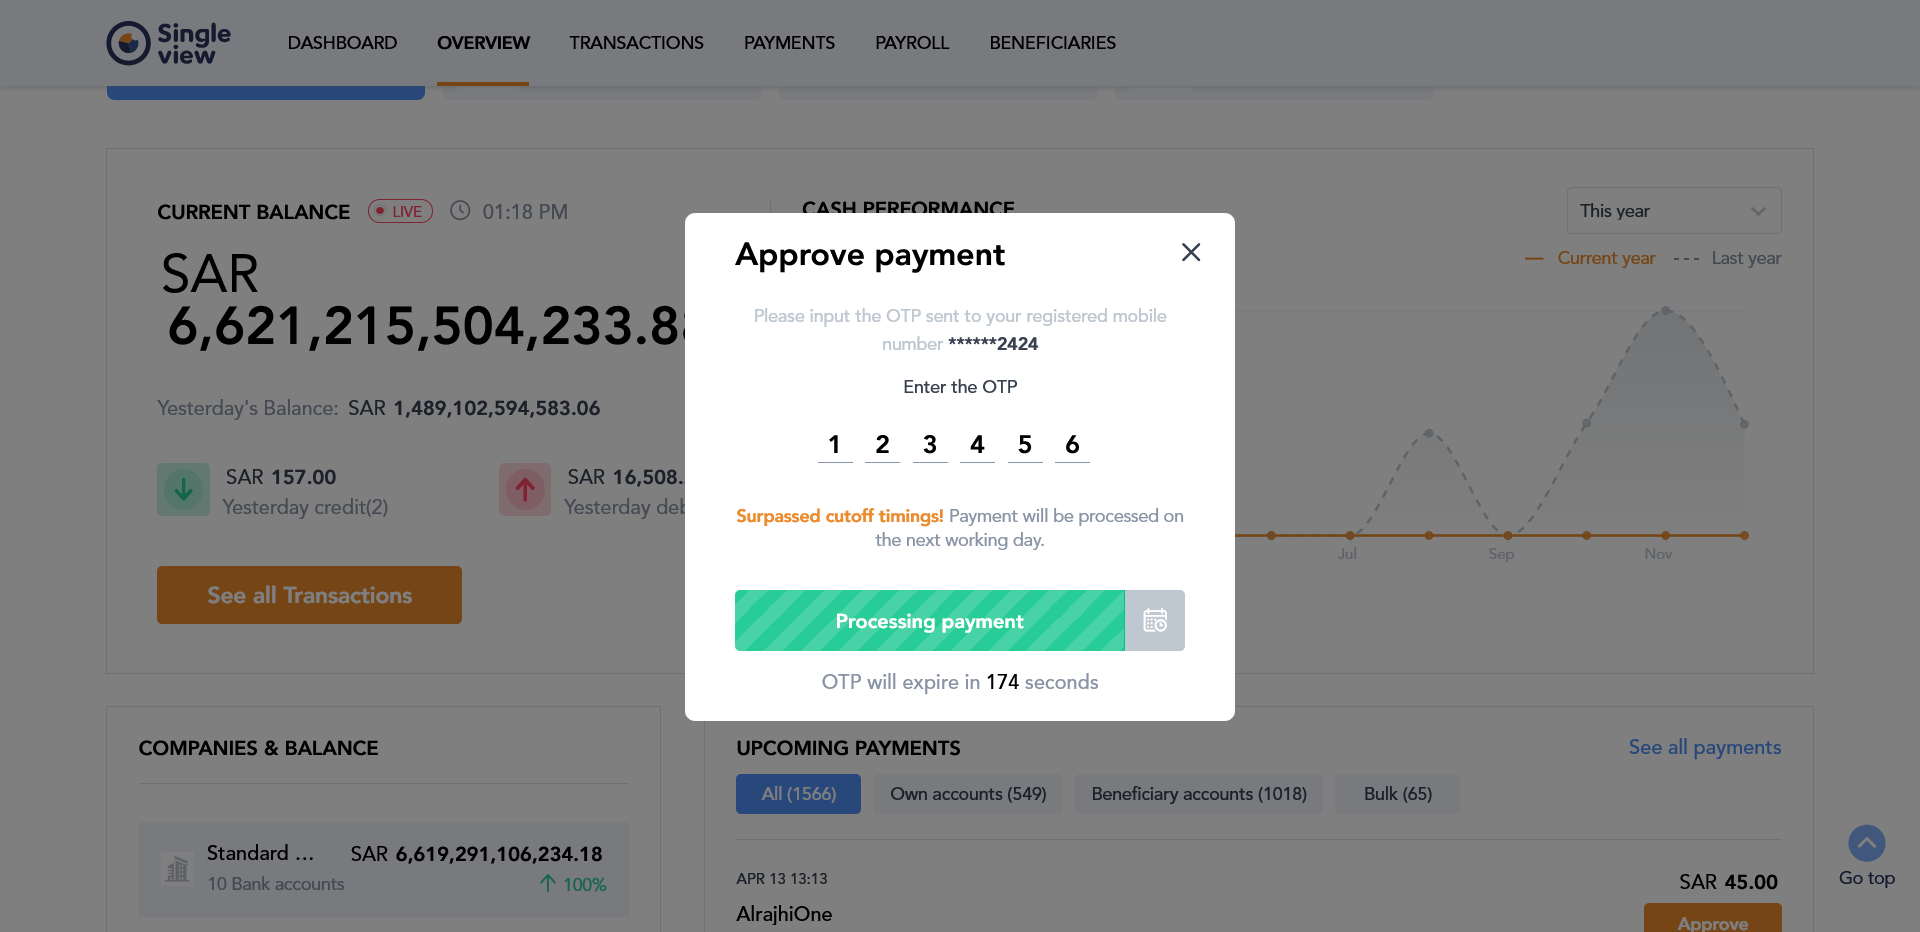 Single view
DASHBOARD OVERVIEW TRANSACTIONS PAYMENTS PAYROLL BENEFICIARIES
CURRENT BALANCE LIVE 01:18 PM
SAR
6,621,215,504,233.8
Yesterday's Balance: SAR 1,489,102,594,583.06
SAR 157.00
Yesterday credit(2)
SAR 16,508.
Yesterday deb
See all Transactions
CASH PERFORMANCE
This year
Current year Last year
Jul Sep Nov
Approve payment
Please input the OTP sent to your registered mobile
number ******2424
Enter the OTP
1 2 3 4 5 6
Surpassed cutoff timings! Payment will be processed on
the next working day.
Processing payment
OTP will expire in 174 seconds
COMPANIES & BALANCE
Standard ... SAR 6,619,291,106,234.18
10 Bank accounts 100%
UPCOMING PAYMENTS See all payments
All (1566) Own accounts (549) Beneficiary accounts (1018) Bulk (65)
APR 13 13:13
SAR 45.00
AlrajhiOne
Approve
Go top